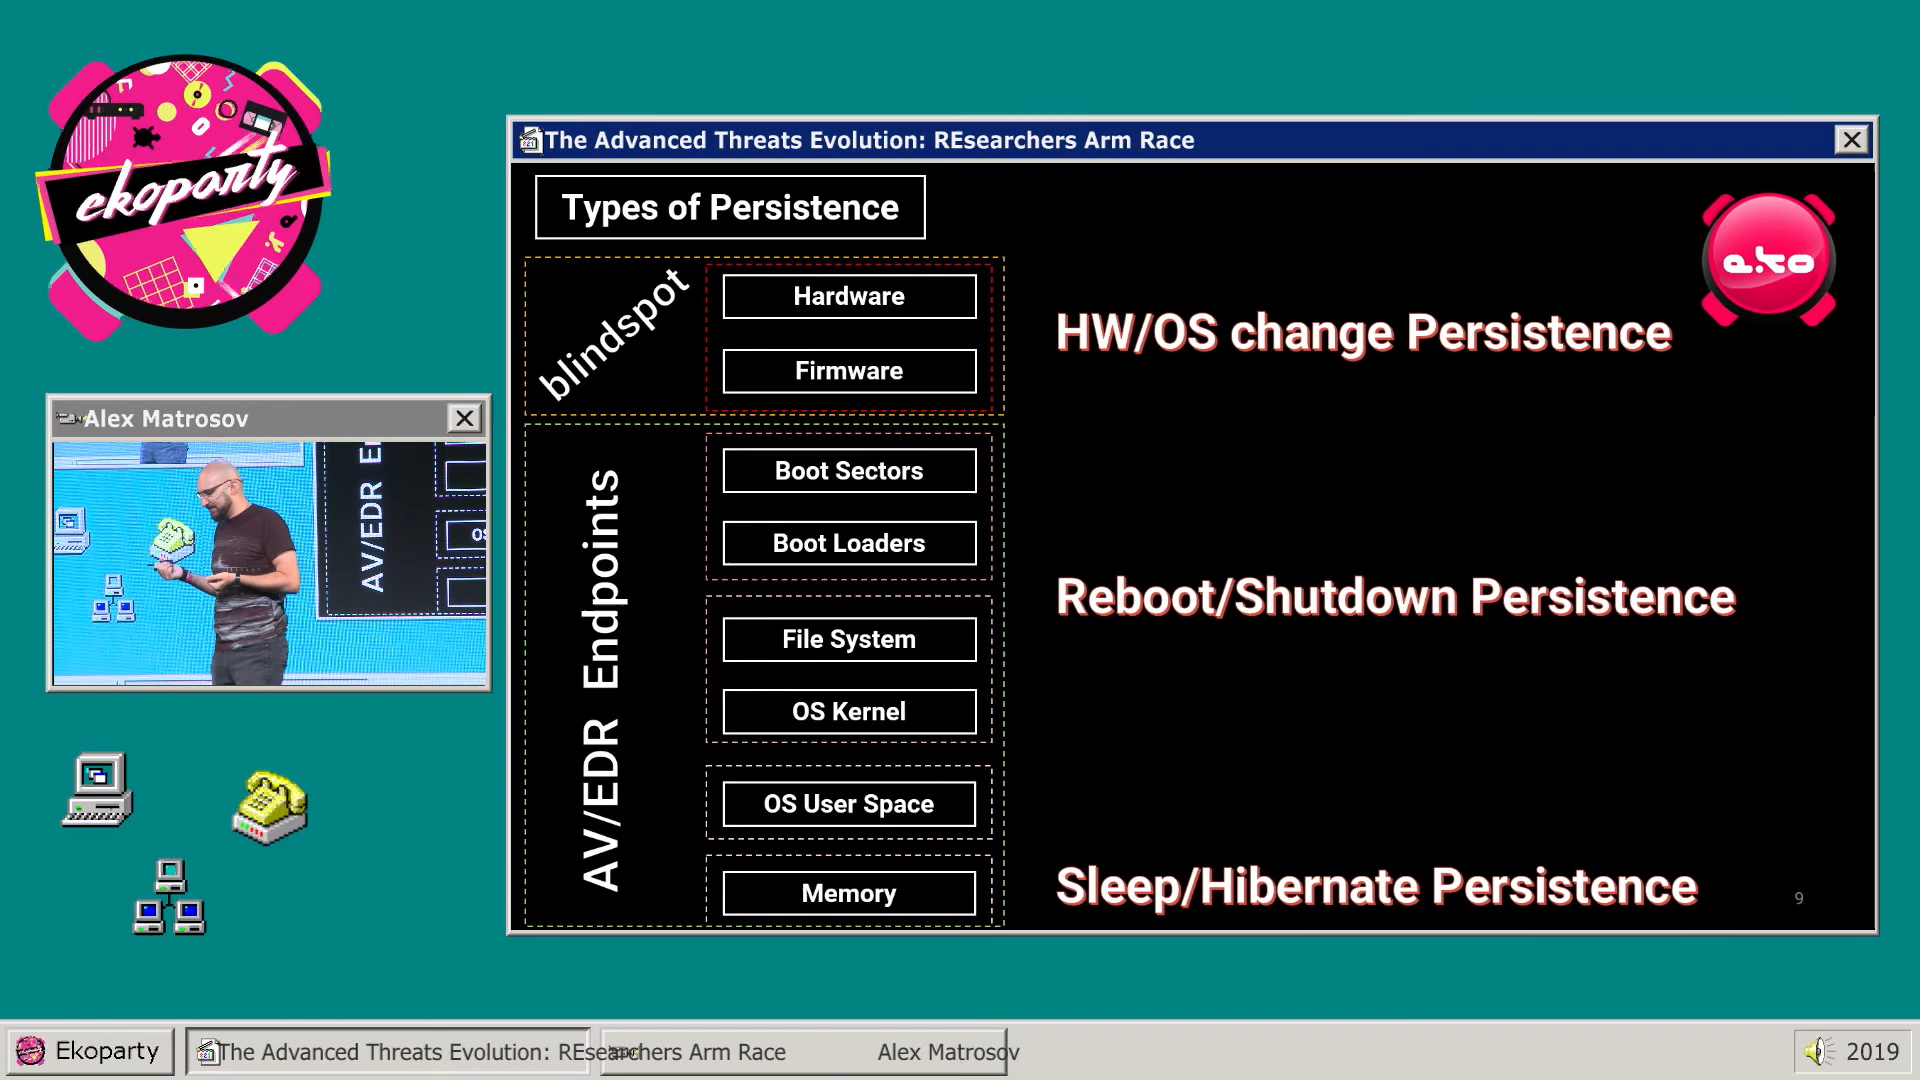 ekoparty
The Advanced Threats Evolution: REsearchers Arm Race
Types of Persistence
eko
blindspot
Hardware
Firmware
HW/OS change Persistence
Alex Matrosov
AV/EDR E
OS
AV/EDR Endpoints
Boot Sectors
Boot Loaders
File System
OS Kernel
OS User Space
Memory
Reboot/Shutdown Persistence
Sleep/Hibernate Persistence
9
Ekoparty
The Advanced Threats Evolution: REsearchers Arm Race
Alex Matrosov
2019